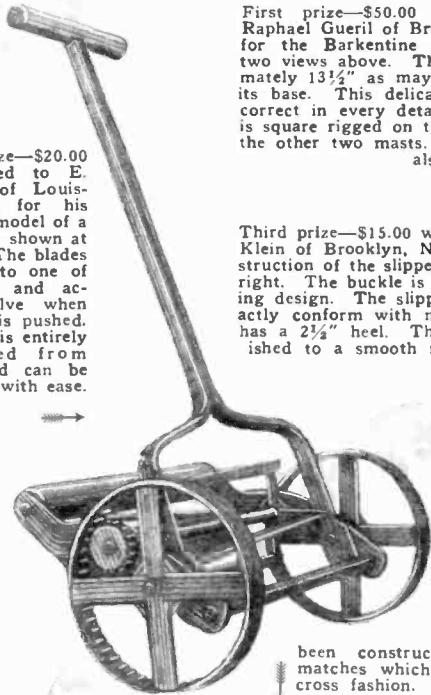 First prize—$50.00
Raphael Gueril of Br
for the Barkentine
two views above. Th
mately 13½" as may
its base. This delica
correct in every deta
is square rigged on t
the other two masts.
als
ze—$20.00
ed to E.
of Louis-
for his
model of a
shown at
The blades
to one of
and ac-
lve when
is pushed.
is entirely
ed from
d can be
with ease.
Third prize—$15.00 w
Klein of Brooklyn, N
struction of the slippe
right. The buckle is
ing design. The slipp
actly conform with n
has a 2½" heel. Th
ished to a smooth s
been construc
matches which
cross fashion.